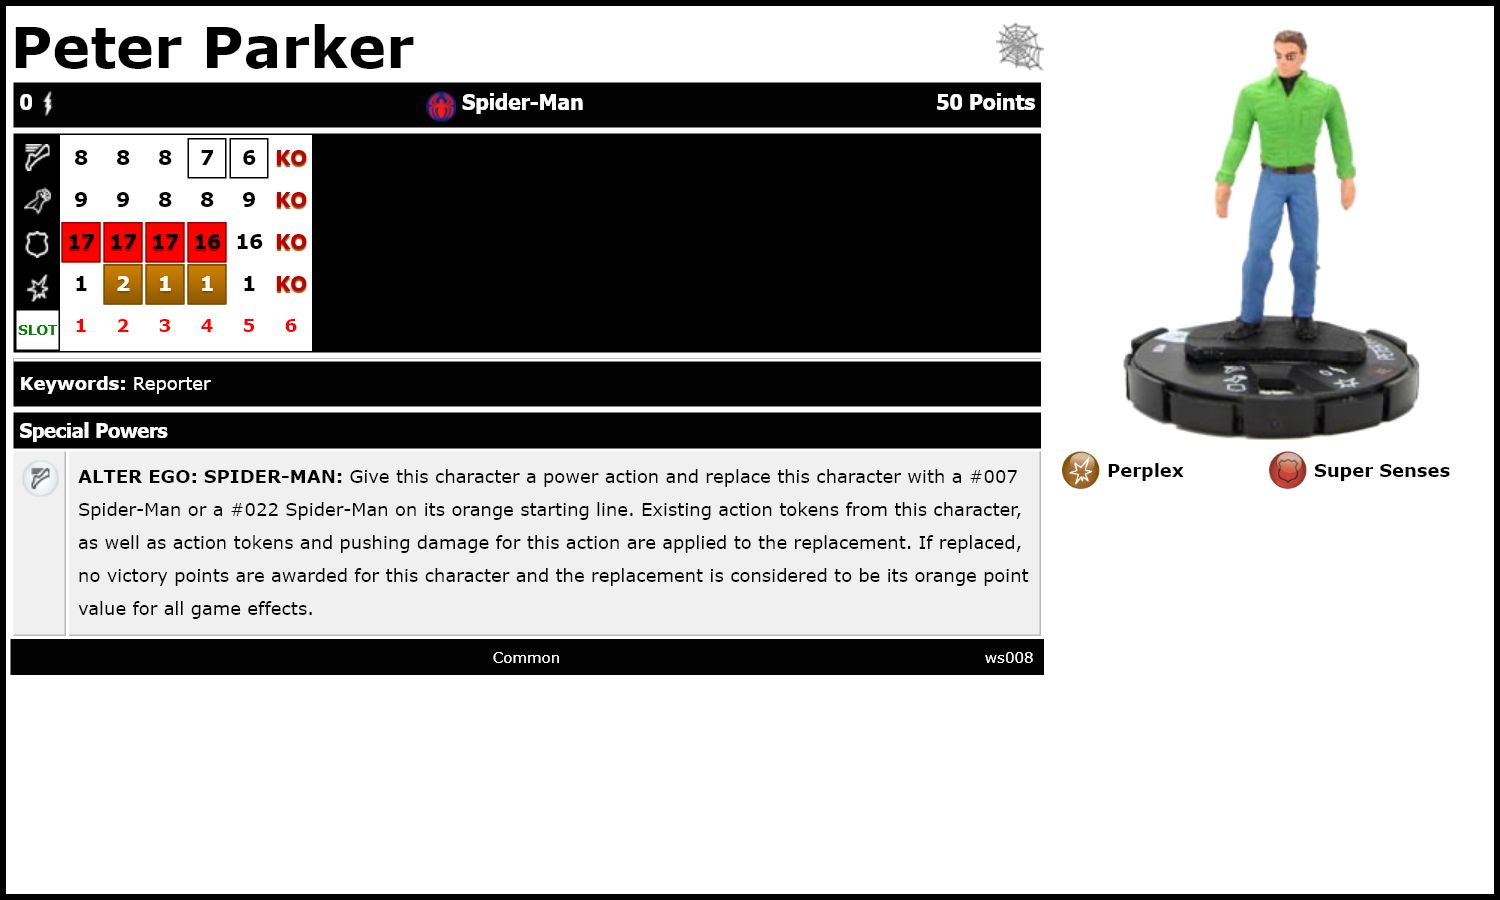 Peter Parker
0 Spider-Man 50 Points
8 8 8 7 6 KO
9 9 8 8 9 KO
17 17 17 16 16 KO
1 2 1 1 1 KO
SLOT 1 2 3 4 5 6
Keywords: Reporter
Special Powers
ALTER EGO: SPIDER-MAN: Give this character a power action and replace this character with a #007
Spider-Man or a #022 Spider-Man on its orange starting line. Existing action tokens from this character,
as well as action tokens and pushing damage for this action are applied to the replacement. If replaced,
no victory points are awarded for this character and the replacement is considered to be its orange point
value for all game effects.
Common ws008
Perplex Super Senses